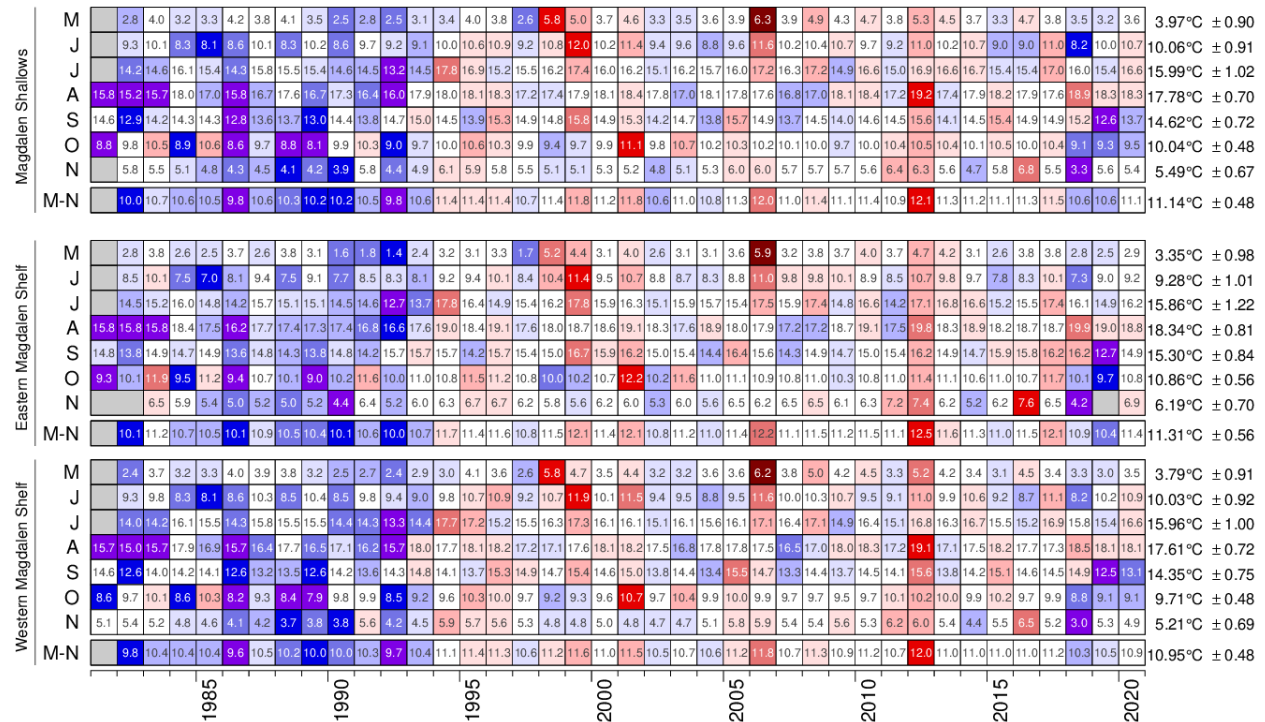 Magdalen Shallows
M 2.8 4.0 3.2 3.3 4.2 3.8 4.1 3.5 2.5 2.8 2.5 3.1 3.4 4.0 3.8 2.6 5.8 5.0 3.7 4.6 3.3 3.5 3.6 3.9 6.3 3.9 4.9 4.3 4.7 3.8 5.3 4.5 3.7 3.3 4.7 3.8 3.5 3.2 3.6 3.97°C ± 0.90
J 9.3 10.1 8.3 8.1 8.6 10.1 8.3 10.2 8.6 9.7 9.2 9.1 10.0 10.6 10.9 9.2 10.8 12.0 10.2 11.4 9.4 9.6 8.8 9.6 11.6 10.2 10.4 10.7 9.7 9.2 11.0 10.2 10.7 9.0 9.0 11.0 8.2 10.0 10.7 10.06°C ± 0.91
J 14.2 14.6 16.1 15.4 14.3 15.8 15.5 15.4 14.6 14.5 13.2 14.5 17.8 16.9 15.2 15.5 16.2 17.4 16.0 16.2 15.1 16.2 15.7 16.0 17.2 16.3 17.2 14.9 16.6 15.0 16.9 16.6 16.7 15.4 15.4 17.0 16.0 15.4 16.6 15.99°C ± 1.02
A 15.8 15.2 15.7 18.0 17.0 15.8 16.7 17.6 16.7 17.3 16.4 16.0 17.9 18.0 18.1 18.3 17.2 17.4 17.9 18.1 18.4 17.8 17.0 18.1 17.8 17.6 16.8 17.0 18.1 18.4 17.2 19.2 17.4 17.9 18.2 17.9 17.6 18.9 18.3 18.3 17.78°C ± 0.70
S 14.6 12.9 14.2 14.3 14.3 12.8 13.6 13.7 13.0 14.4 13.8 14.7 15.0 14.5 13.9 15.3 14.9 14.8 15.8 14.9 15.3 14.2 14.7 13.8 15.7 14.9 13.7 14.5 14.0 14.6 14.5 15.6 14.1 14.5 15.4 14.9 14.9 15.2 12.6 13.7 14.62°C ± 0.72
O 8.8 9.8 10.5 8.9 10.6 8.6 9.7 8.9 8.1 9.9 10.3 9.0 9.7 10.0 10.6 10.3 9.9 9.4 9.7 9.9 11.1 9.8 10.7 10.2 10.3 10.2 10.1 10.0 9.7 10.0 10.4 10.5 10.4 10.1 10.5 10.0 10.4 9.1 9.3 9.5 10.04°C ± 0.48
N 5.8 5.5 5.1 4.8 4.3 4.5 4.1 4.2 3.9 5.8 4.4 4.9 6.1 5.9 5.8 5.5 5.1 5.1 5.3 5.2 4.8 5.1 5.3 6.0 6.0 5.7 5.7 5.7 5.6 6.4 6.3 5.6 4.7 5.8 6.8 5.5 3.3 5.6 5.4 5.49°C ± 0.67
M-N 10.0 10.7 10.6 10.5 9.8 10.6 10.3 10.2 10.2 10.5 9.8 10.6 11.4 11.4 11.4 10.7 11.4 11.8 11.2 11.8 10.6 11.0 10.8 11.3 12.0 11.0 11.4 11.1 11.4 10.9 12.1 11.3 11.2 11.1 11.3 11.5 10.6 10.6 11.1 11.14°C ± 0.48
Eastern Magdalen Shelf
M 2.8 3.8 2.6 2.5 3.7 2.6 3.8 3.1 1.6 1.8 1.4 2.4 3.2 3.1 3.3 1.7 5.2 4.4 3.1 4.0 2.6 3.1 3.1 3.5 5.9 3.2 3.8 3.7 4.0 3.7 4.7 4.2 3.1 2.6 3.8 3.8 2.8 2.5 2.9 3.35°C ± 0.98
J 8.5 10.1 7.5 7.0 8.1 9.4 7.5 9.1 7.7 8.5 8.3 8.1 9.2 9.4 10.1 8.4 10.4 11.4 9.5 10.7 8.8 8.7 8.3 8.8 11.0 9.8 9.8 10.1 8.9 8.5 10.7 9.8 9.7 7.8 8.3 10.1 7.3 9.0 9.2 9.28°C ± 1.01
J 14.5 15.2 16.0 14.8 14.2 15.7 15.1 15.1 14.5 14.6 12.7 13.7 17.8 16.4 14.9 15.4 16.2 17.8 15.9 16.3 15.1 15.9 15.7 15.4 17.5 15.9 17.4 14.8 16.6 14.2 17.1 16.8 16.6 15.2 15.5 17.4 16.1 14.9 16.2 15.86°C ± 1.22
A 15.8 15.8 15.8 18.4 17.5 16.2 17.7 17.4 17.3 17.4 16.8 16.6 17.6 19.0 18.4 19.1 17.6 18.0 18.7 18.6 19.1 18.3 17.6 18.9 18.0 17.9 17.2 17.2 18.7 19.1 17.5 19.8 18.3 18.9 18.2 18.7 18.7 19.9 19.0 18.8 18.34°C ± 0.81
S 14.8 13.8 14.9 14.7 14.9 13.6 14.8 14.3 13.8 14.8 14.2 15.7 15.7 15.7 14.2 15.7 15.4 15.0 16.7 15.9 16.2 15.0 15.4 14.4 16.4 15.6 14.3 14.9 14.7 15.0 15.4 16.2 14.9 14.7 15.9 15.8 16.2 16.2 12.7 14.9 15.30°C ± 0.84
O 9.3 10.1 11.9 9.5 11.2 9.4 10.7 10.1 9.0 10.2 11.6 10.0 11.0 10.8 11.5 11.2 10.8 10.0 10.2 10.7 12.2 10.2 11.6 11.0 11.1 10.9 10.8 11.0 10.3 10.8 11.0 11.4 11.1 10.6 11.0 10.7 11.7 10.1 9.7 10.8 10.86°C ± 0.56
N 6.5 5.9 5.4 5.0 5.2 5.0 5.2 4.4 6.4 5.2 6.0 6.3 6.7 6.7 6.2 5.8 5.6 6.2 6.0 5.3 6.0 5.6 6.5 6.2 6.5 6.5 6.1 6.3 7.2 7.4 6.2 5.2 6.2 7.6 6.5 4.2 6.9 6.19°C ± 0.70
M-N 10.1 11.2 10.7 10.5 10.1 10.9 10.5 10.4 10.1 10.6 10.0 10.7 11.7 11.4 11.6 10.8 11.5 12.1 11.4 12.1 10.8 11.2 11.0 11.4 12.2 11.1 11.5 11.2 11.5 11.1 12.5 11.6 11.3 11.0 11.5 12.1 10.9 10.4 11.4 11.31°C ± 0.56
Western Magdalen Shelf
M 2.4 3.7 3.2 3.3 4.0 3.9 3.8 3.2 2.5 2.7 2.4 2.9 3.0 4.1 3.6 2.6 5.8 4.7 3.5 4.4 3.2 3.2 3.6 3.6 6.2 3.8 5.0 4.2 4.5 3.3 5.2 4.2 3.4 3.1 4.5 3.4 3.3 3.0 3.5 3.79°C ± 0.91
J 9.3 9.8 8.3 8.1 8.6 10.3 8.5 10.4 8.5 9.8 9.4 9.0 9.8 10.7 10.9 9.2 10.7 11.9 10.1 11.5 9.4 9.5 8.8 9.5 11.6 10.0 10.3 10.7 9.5 9.1 11.0 9.9 10.6 9.2 8.7 11.1 8.2 10.2 10.9 10.03°C ± 0.92
J 14.0 14.2 16.1 15.5 14.3 15.8 15.5 15.5 14.4 14.3 13.3 14.4 17.7 17.2 15.2 15.5 16.3 17.3 16.1 16.1 15.1 16.1 15.6 16.1 17.1 16.4 17.1 14.9 16.4 15.1 16.8 16.3 16.7 15.5 15.2 16.9 15.8 15.4 16.6 15.96°C ± 1.00
A 15.7 15.0 15.7 17.9 16.9 15.7 16.4 17.7 16.5 17.1 16.2 15.7 18.0 17.7 18.1 18.2 17.2 17.1 17.6 18.1 18.2 17.5 16.8 17.8 17.8 17.5 16.5 17.0 18.0 18.3 17.2 19.1 17.1 17.5 18.2 17.7 17.3 18.5 18.1 18.1 17.61°C ± 0.72
S 14.6 12.6 14.0 14.2 14.1 12.6 13.2 13.5 12.6 14.2 13.6 14.3 14.8 14.1 13.7 15.3 14.9 14.7 15.4 14.6 15.0 13.8 14.4 13.4 15.5 14.7 13.3 14.4 13.7 14.5 14.1 15.6 13.8 14.2 15.1 14.6 14.5 14.9 12.5 13.1 14.35°C ± 0.75
O 8.6 9.7 10.1 8.6 10.3 8.2 9.3 8.4 7.9 9.8 9.9 8.5 9.2 9.6 10.3 10.0 9.7 9.2 9.3 9.6 10.7 9.7 10.4 9.9 10.0 9.9 9.7 9.7 9.5 9.7 10.1 10.2 10.0 9.9 10.2 9.7 9.9 8.8 9.1 9.1 9.71°C ± 0.48
N 5.1 5.4 5.2 4.8 4.6 4.1 4.2 3.7 3.8 3.8 5.6 4.2 4.5 5.9 5.7 5.6 5.3 4.8 4.8 5.0 4.8 4.7 4.7 5.1 5.8 5.8 5.4 5.4 5.6 5.3 6.2 6.0 5.4 4.4 5.5 6.5 5.2 3.0 5.3 4.9 5.21°C ± 0.69
M-N 9.8 10.4 10.4 10.4 9.6 10.5 10.2 10.0 10.0 10.3 9.7 10.4 11.1 11.4 11.3 10.6 11.2 11.6 11.0 11.5 10.5 10.7 10.6 11.2 11.8 10.7 11.3 10.9 11.2 10.7 12.0 11.0 11.0 11.0 11.0 11.2 10.3 10.5 10.9 10.95°C ± 0.48
1985 1990 1995 2000 2005 2010 2015 2020